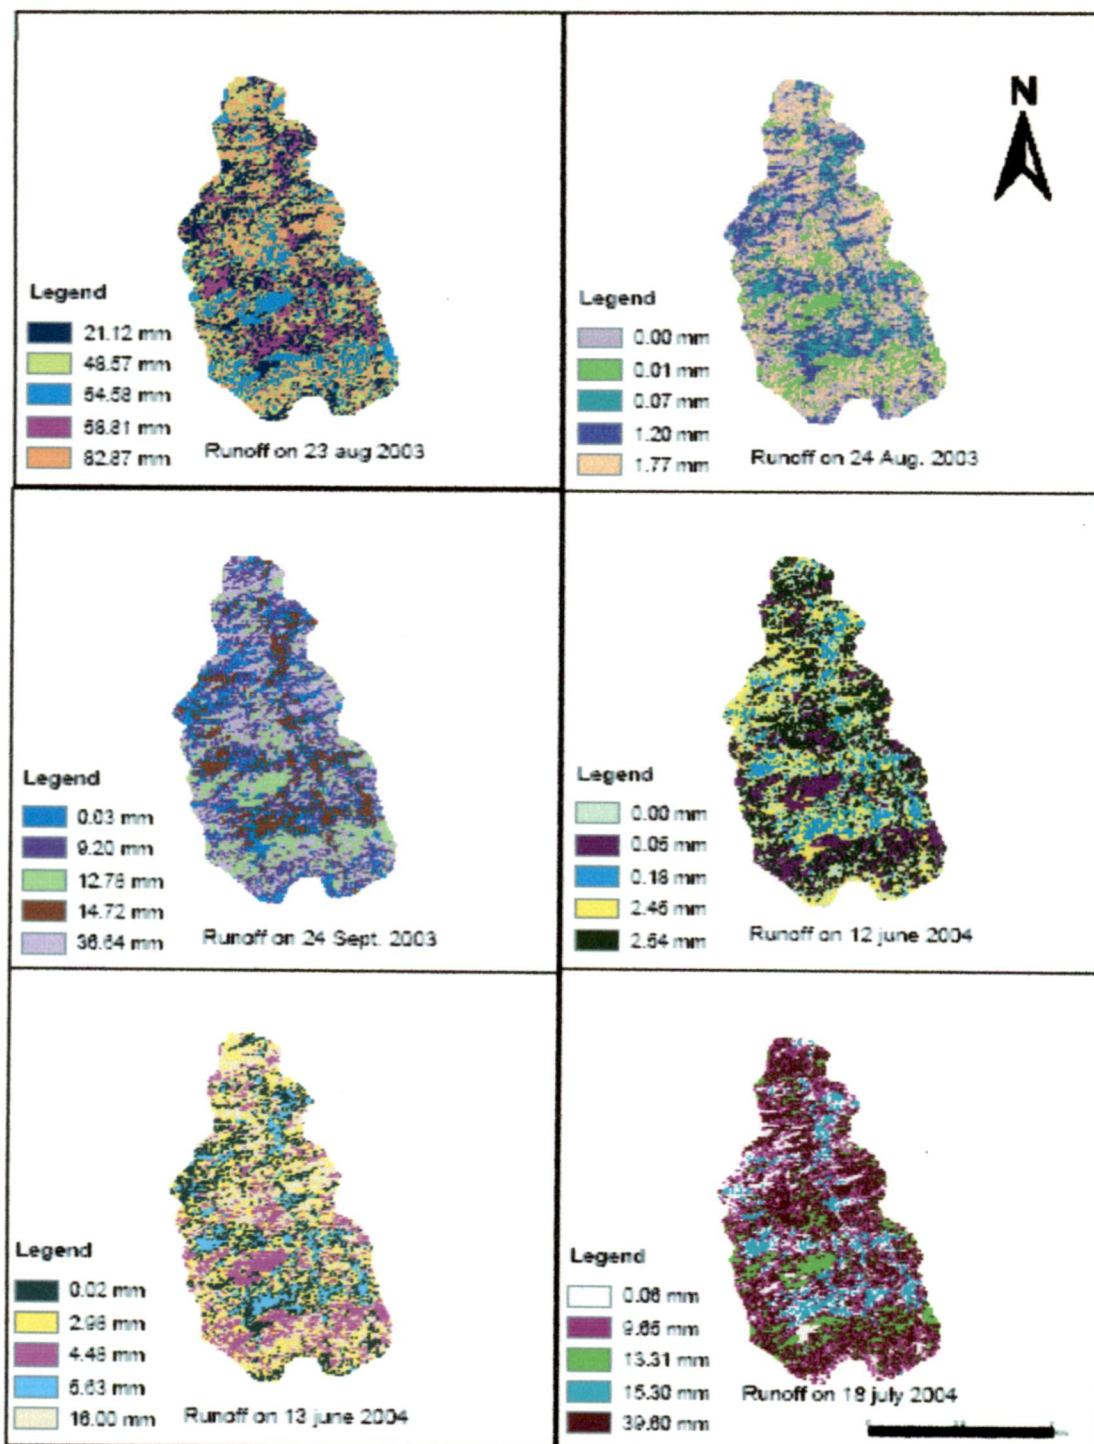 N
Legend
21.12 mm
48.57 mm
54.58 mm
58.81 mm
82.87 mm
Runoff on 23 aug 2003
Legend
0.00 mm
0.01 mm
0.07 mm
1.20 mm
1.77 mm
Runoff on 24 Aug. 2003
Legend
0.03 mm
9.20 mm
12.78 mm
14.72 mm
36.64 mm
Runoff on 24 Sept. 2003
Legend
0.00 mm
0.05 mm
0.18 mm
2.46 mm
2.54 mm
Runoff on 12 june 2004
Legend
0.02 mm
2.98 mm
4.48 mm
5.63 mm
16.00 mm
Runoff on 13 june 2004
Legend
0.06 mm
9.65 mm
13.31 mm
15.30 mm
39.60 mm
Runoff on 18 july 2004